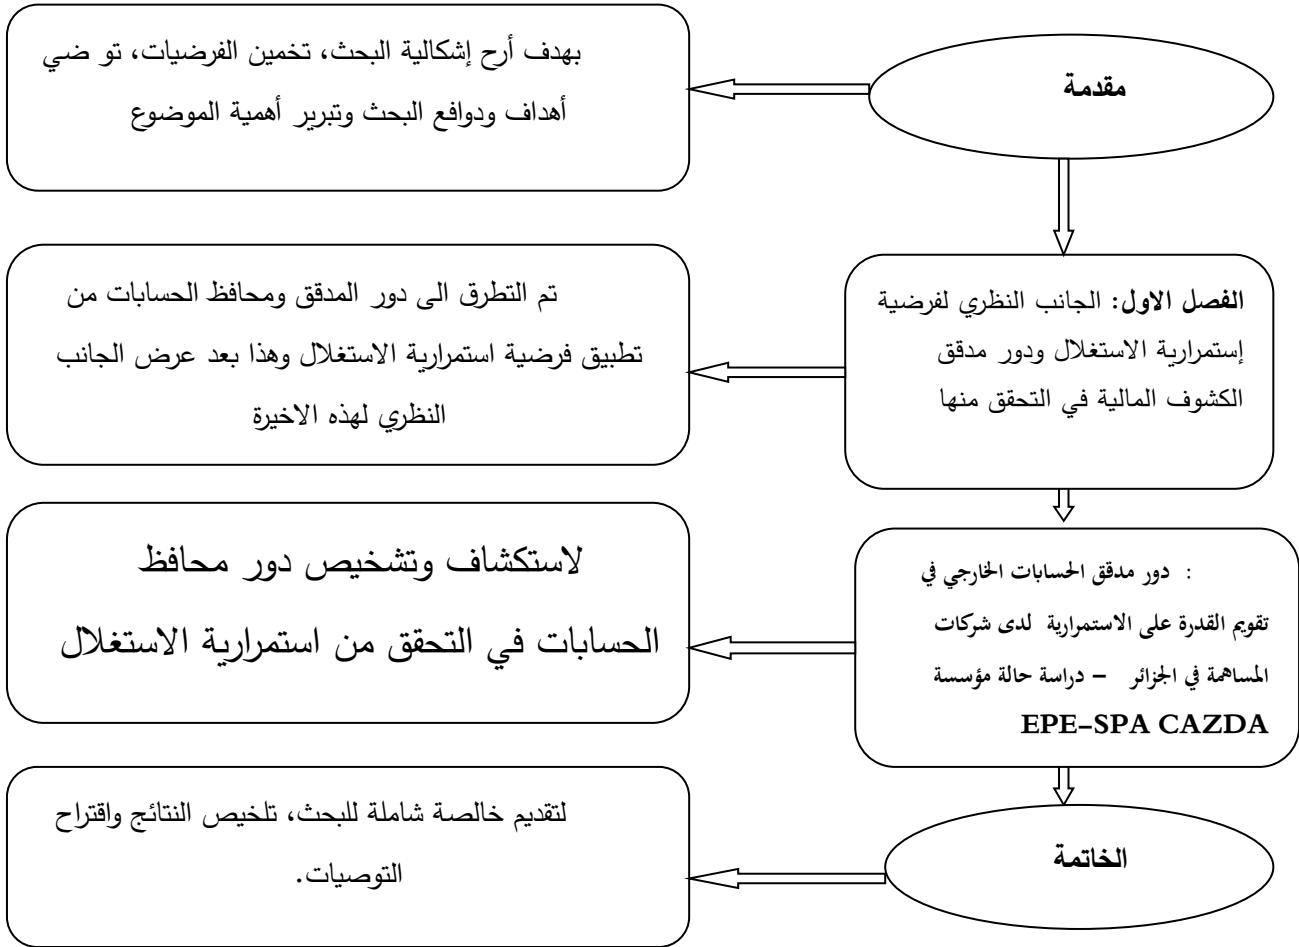 مقدمة
بهدف أرح إشكالية البحث، تخمين الفرضيات، تو ضي
أهداف ودوافع البحث وتبرير أهمية الموضوع
الفصل الاول: الجانب النظري لفرضية
إستمرارية الاستغلال ودور مدقق
الكشوف المالية في التحقق منها
تم التطرق الى دور المدقق ومحافظ الحسابات من
تطبيق فرضية استمرارية الاستغلال وهذا بعد عرض الجانب
النظري لهذه الاخيرة
: دور مدقق الحسابات الخارجي في
تقويم القدرة على الاستمرارية لدى شركات
المساهمة في الجزائر – دراسة حالة مؤسسة
EPE–SPA CAZDA
لاستكشاف وتشخيص دور محافظ
الحسابات في التحقق من استمرارية الاستغلال
الخاتمة
لتقديم خالصة شاملة للبحث، تلخيص النتائج واقتراح
التوصيات.